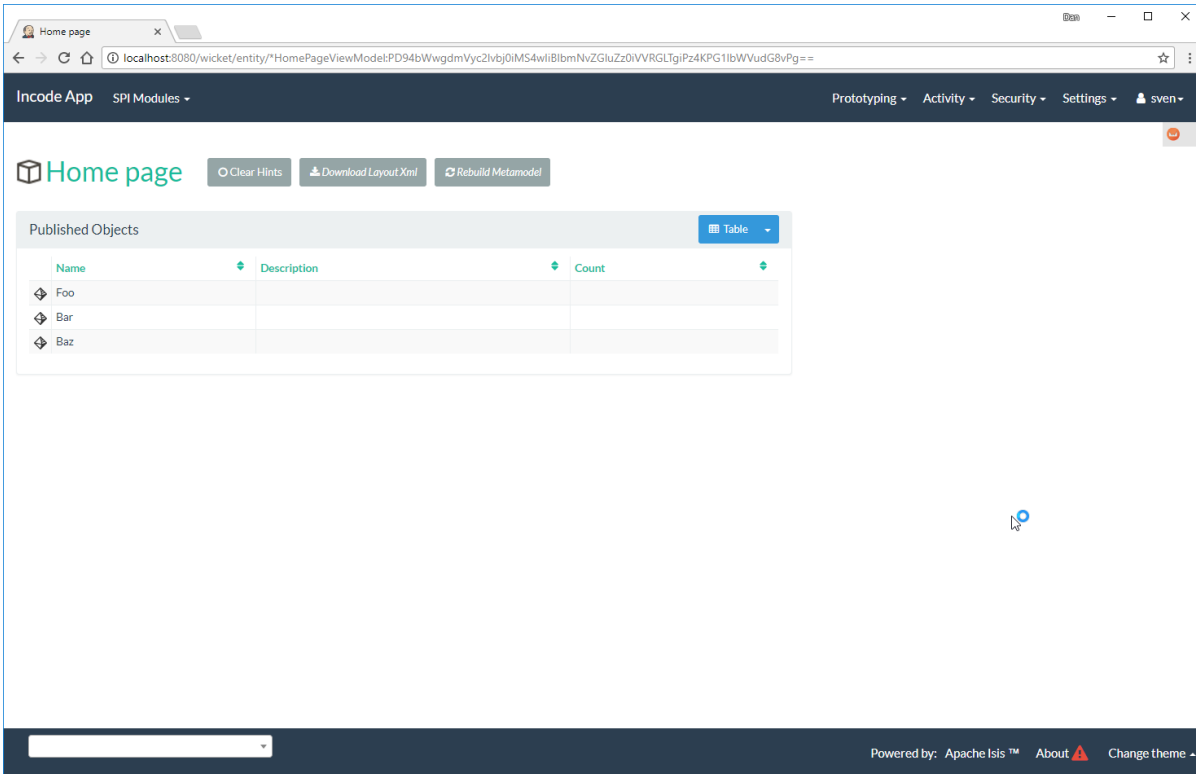 Dan
Home page
localhost:8080/wicket/entity/*HomePageViewModel:PD94bWwgdmVyc2lvbj0iMS4wIiBlbmNvZGluZz0iVVRGLTgiPz4KPG1lbWVudG8vPg==
Incode App SPI Modules Prototyping Activity Security Settings sven
Home page Clear Hints Download Layout Xml Rebuild Metamodel
Published Objects Table
Name Description Count
Foo
Bar
Baz
Powered by: Apache Isis ™ About Change theme